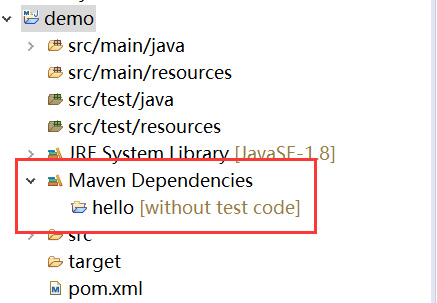 demo
src/main/java
src/main/resources
src/test/java
src/test/resources
JRE System Library [JavaSE-1.8]
Maven Dependencies
hello [without test code]
src
target
pom.xml